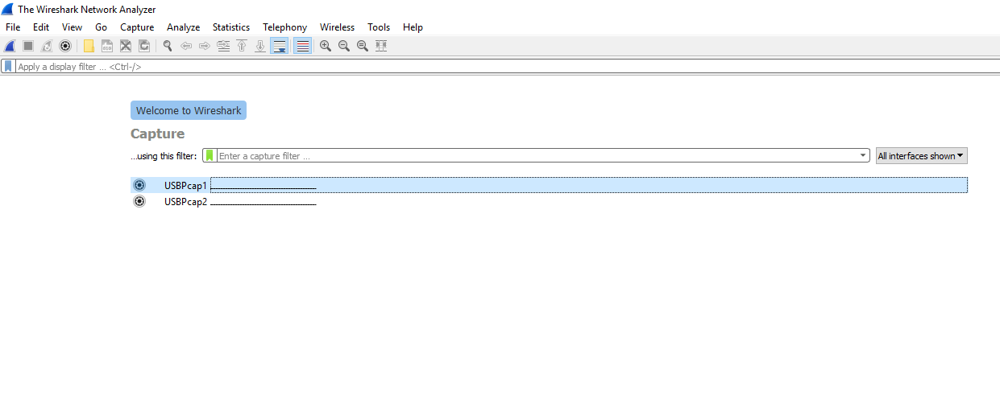 The Wireshark Network Analyzer
File Edit View Go Capture Analyze Statistics Telephony Wireless Tools Help
Apply a display filter ... <Ctrl-/>
Welcome to Wireshark
Capture
...using this filter: Enter a capture filter ... All interfaces shown
USBPcap1
USBPcap2